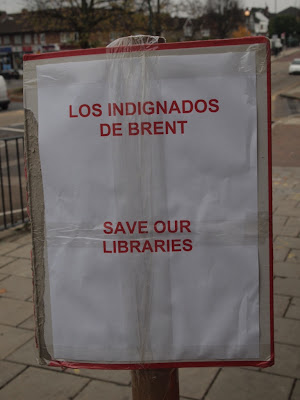 LOS INDIGNADOS
DE BRENT
SAVE OUR
LIBRARIES